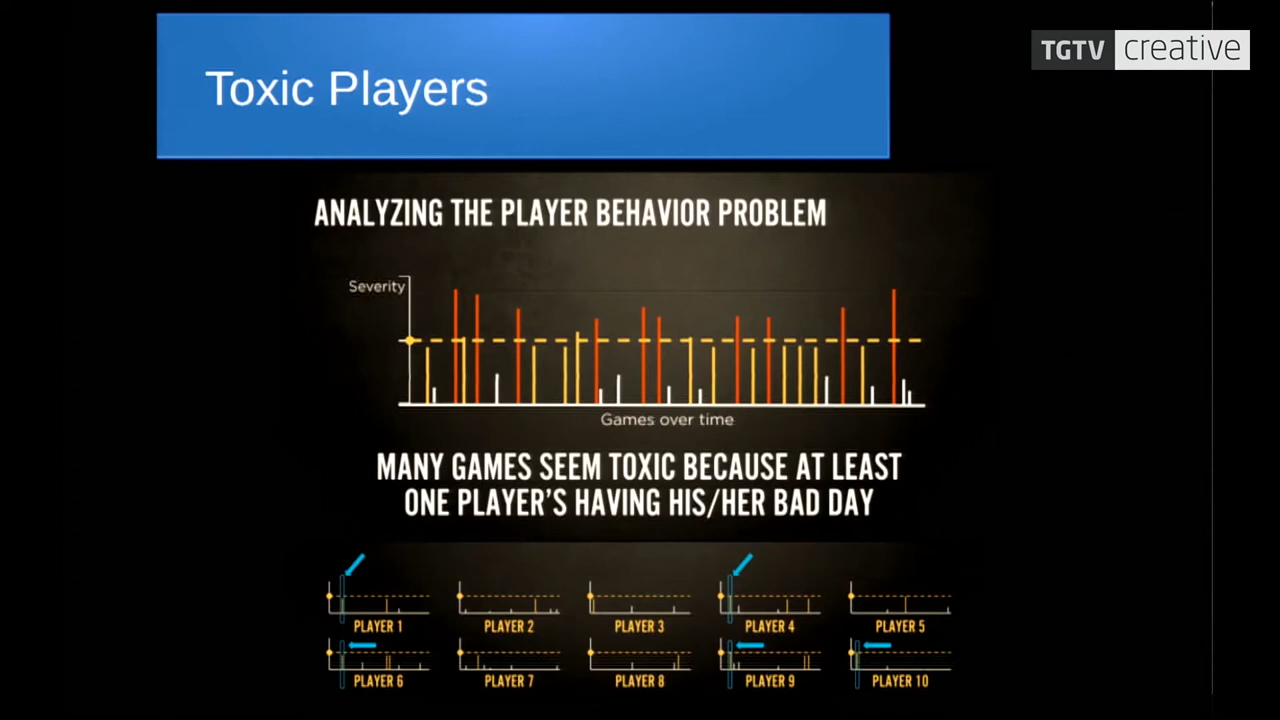 Toxic Players
TGTV creative
ANALYZING THE PLAYER BEHAVIOR PROBLEM
Severity
Games over time
MANY GAMES SEEM TOXIC BECAUSE AT LEAST
ONE PLAYER'S HAVING HIS/HER BAD DAY
PLAYER 1
PLAYER 2
PLAYER 3
PLAYER 4
PLAYER 5
PLAYER 6
PLAYER 7
PLAYER 8
PLAYER 9
PLAYER 10